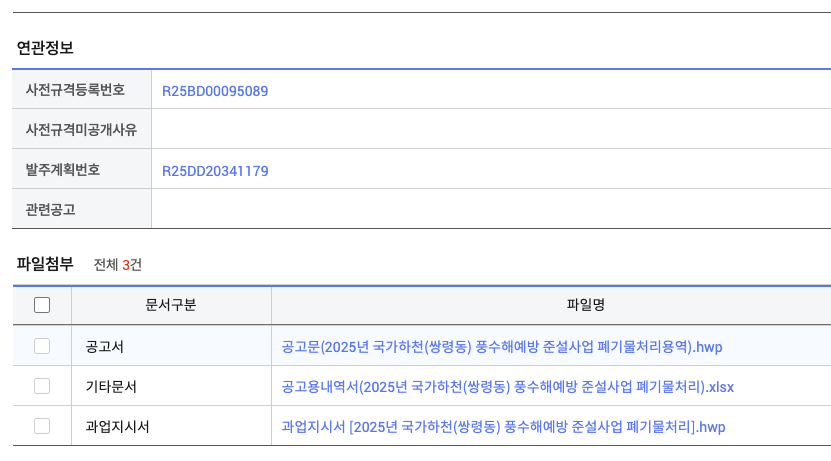 연관정보
사전규격등록번호 R25BD00095089
사전규격미공개사유
발주계획번호 R25DD20341179
관련공고
파일첨부 전체 3건
문서구분 파일명
공고서 공고문(2025년 국가하천(쌍령동) 풍수해예방 준설사업 폐기물처리용역).hwp
기타문서 공고용내역서(2025년 국가하천(쌍령동) 풍수해예방 준설사업 폐기물처리).xlsx
과업지시서 과업지시서 [2025년 국가하천(쌍령동) 풍수해예방 준설사업 폐기물처리].hwp